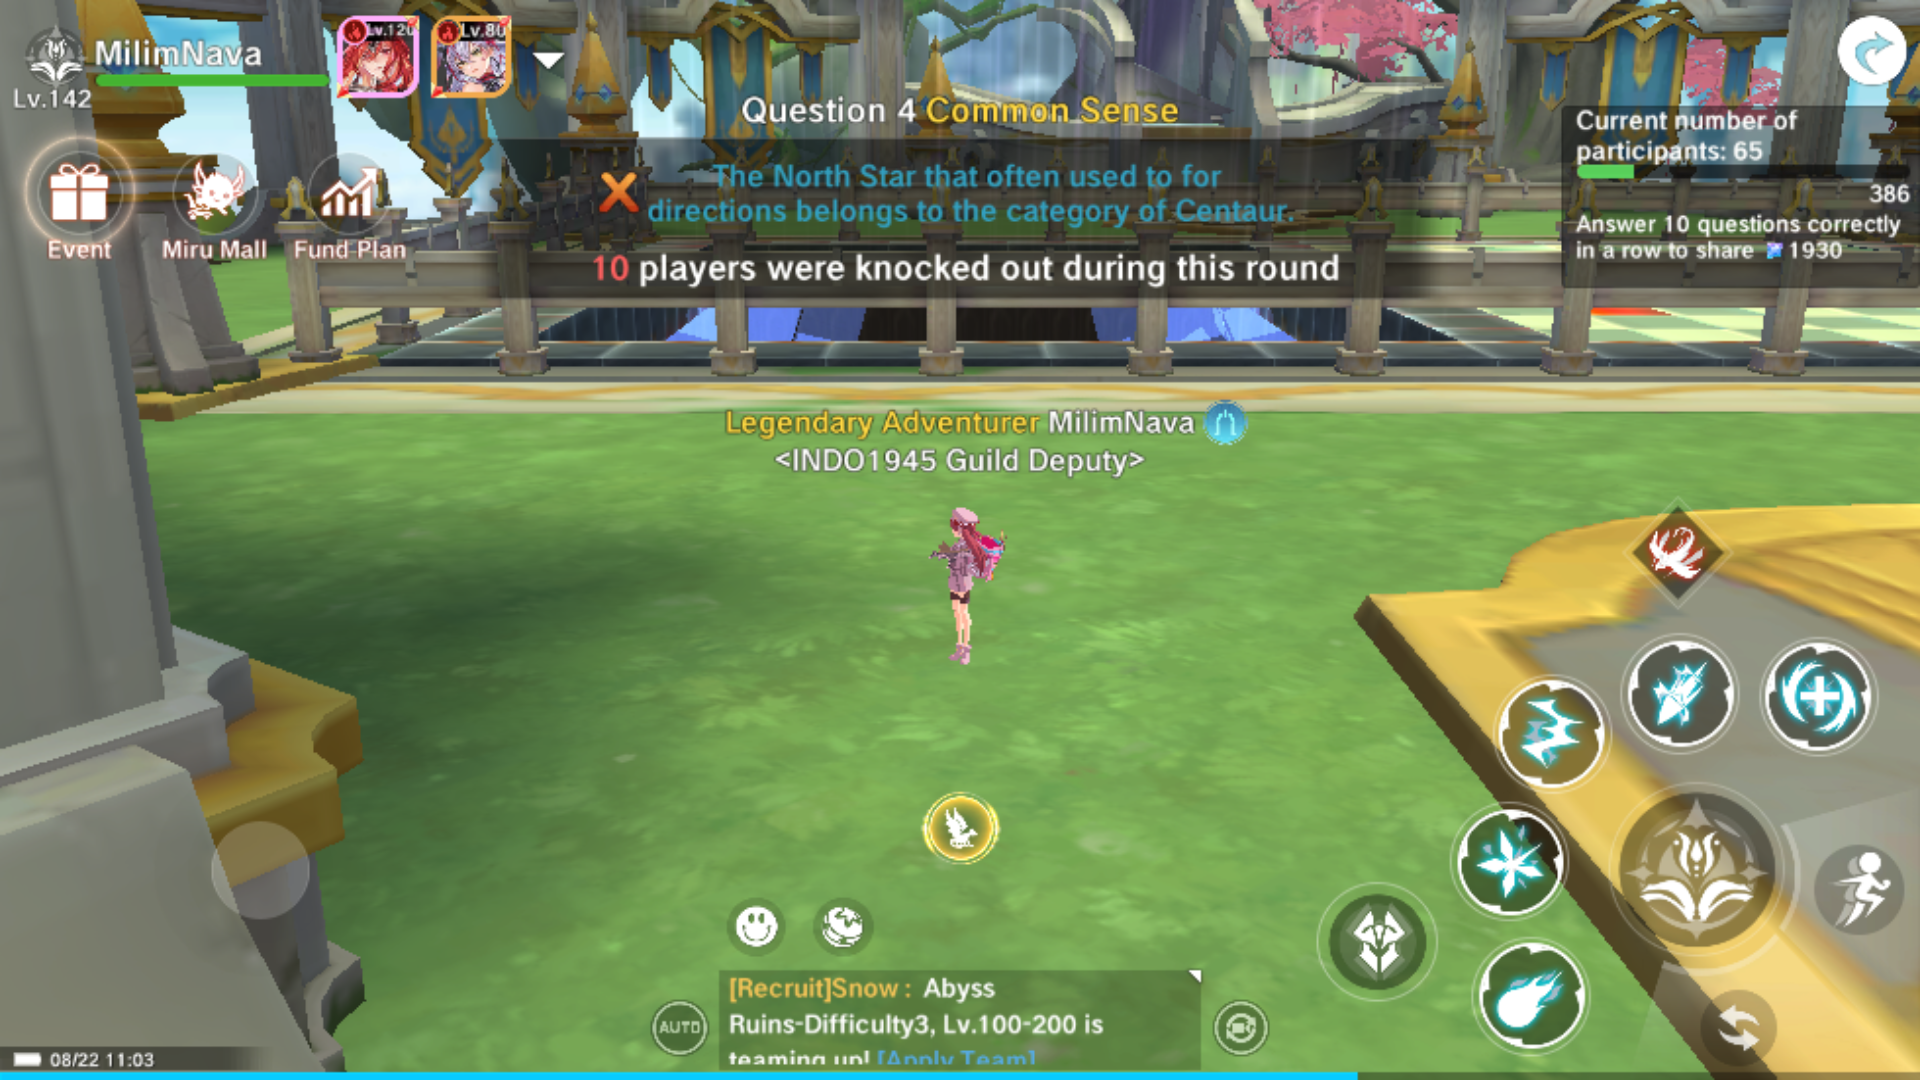 MilimNava
Lv.142
Lv.120
Lv.80
Event
Miru Mall
Fund Plan
Question 4 Common Sense
The North Star that often used to for
directions belongs to the category of Centaur.
10 players were knocked out during this round
Current number of
participants: 65
386
Answer 10 questions correctly
in a row to share 1930
Legendary Adventurer MilimNava
<INDO1945 Guild Deputy>
AUTO
[Recruit]Snow : Abyss
Ruins-Difficulty3, Lv.100-200 is
teaming up! [Apply Team]
08/22 11:03